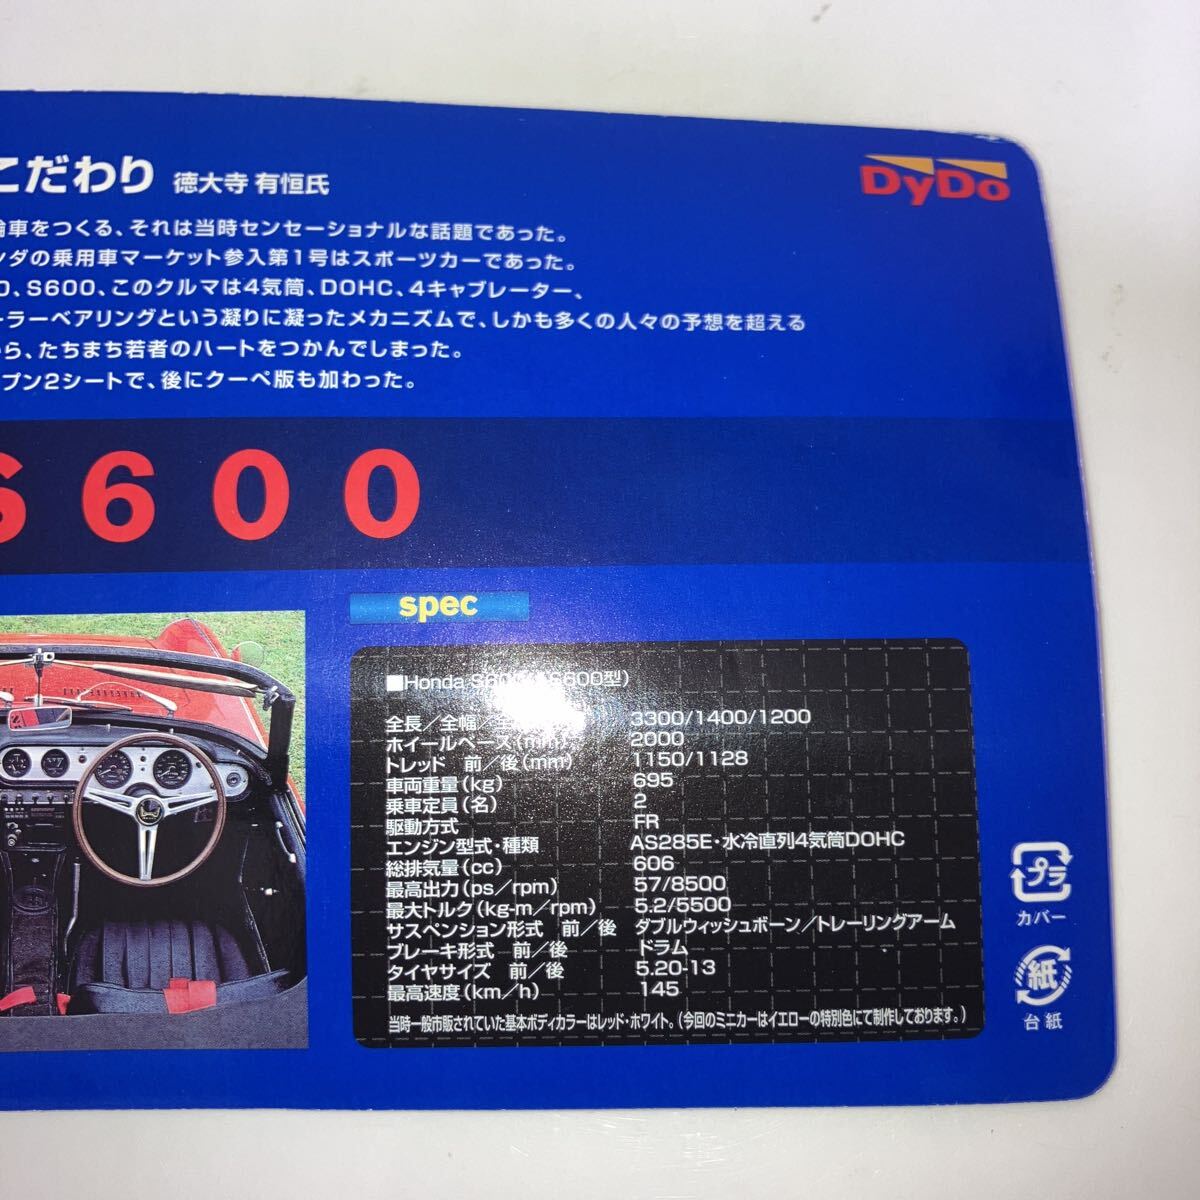 こだわり 徳大寺 有恒氏
DyDo
車をつくる、それは当時センセーショナルな話題であった。
ンダの乗用車マーケット参入第1号はスポーツカーであった。
0、S600、このクルマは4気筒、DOHC、4キャブレーター、
ーラーベアリングという凝りに凝ったメカニズムで、しかも多くの人々の予想を超える
ら、たちまち若者のハートをつかんでしまった。
プン2シートで、後にクーペ版も加わった。
S600
spec
■Honda S600型）
全長／全幅／ 3300/1400/1200
ホイールベース（mm） 2000
トレッド 前／後（mm） 1150/1128
車両重量（kg） 695
乗車定員（名） 2
駆動方式 FR
エンジン型式・種類 AS285E・水冷直列4気筒DOHC
総排気量（cc） 606
最高出力（ps／rpm） 57/8500
最大トルク（kg-m／rpm） 5.2/5500
サスペンション形式 前／後 ダブルウィッシュボーン／トレーリングアーム
ブレーキ形式 前／後 ドラム
タイヤサイズ 前／後 5.20-13
最高速度（km／h） 145
当時一般市販されていた基本ボディカラーはレッド・ホワイト。（今回のミニカーはイエローの特別色にて制作しております。）
プラ
カバー
紙
台紙